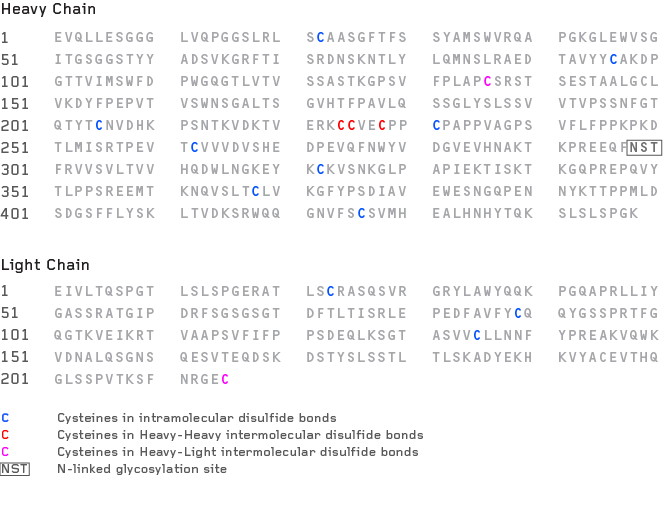 Heavy Chain
1 EVQLLESGGG LVQPGGSLRL SCAASGFTFS SYAMSWVRQA PGKGLEWVSG
51 ITGSGGSTYY ADSVKGRFTI SRDNSKNTLY LQMNSLRAED TAVYYCAKDP
101 GTTVIMSWFD PWGQGTLVTV SSASTKGPSV FPLAPCSRST SESTAALGCL
151 VKDYFPEPVT VSWNSGALTS GVHTFPAVLQ SSGLYSLSSV VTVPSSNFGT
201 QTYTCNVDHK PSNTKVDKTV ERKCCVECPP CPAPPVAGPS VFLFPPKPKD
251 TLMISRTPEV TCVVVDVSHE DPEVQFNWYV DGVEVHNAKT KPREEQFNST
301 FRVVSVLTVV HQDWLNGKEY KCKVSNKGLP APIEKTISKT KGQPREPQVY
351 TLPPSREEMT KNQVSLTCLV KGFYPSDIAV EWESNGQPEN NYKTTPPMLD
401 SDGSFFLYSK LTVDKSRWQQ GNVFSCSVMH EALHNHYTQK SLSLSPGK
Light Chain
1 EIVLTQSPGT LSLSPGERAT LSCRASQSVR GRYLAWYQQK PGQAPRLLIY
51 GASSRATGIP DRFSGSGSGT DFTLTISRLE PEDFAVFYCQ QYGSSPRTFG
101 QGTKVEIKRT VAAPSVFIFP PSDEQLKSGT ASVVCLLNNF YPREAKVQWK
151 VDNALQSGNS QESVTEQDSK DSTYSLSSTL TLSKADYEKH KVYACEVTHQ
201 GLSSPVTKSF NRGEC
C Cysteines in intramolecular disulfide bonds
C Cysteines in Heavy-Heavy intermolecular disulfide bonds
C Cysteines in Heavy-Light intermolecular disulfide bonds
NST N-linked glycosylation site